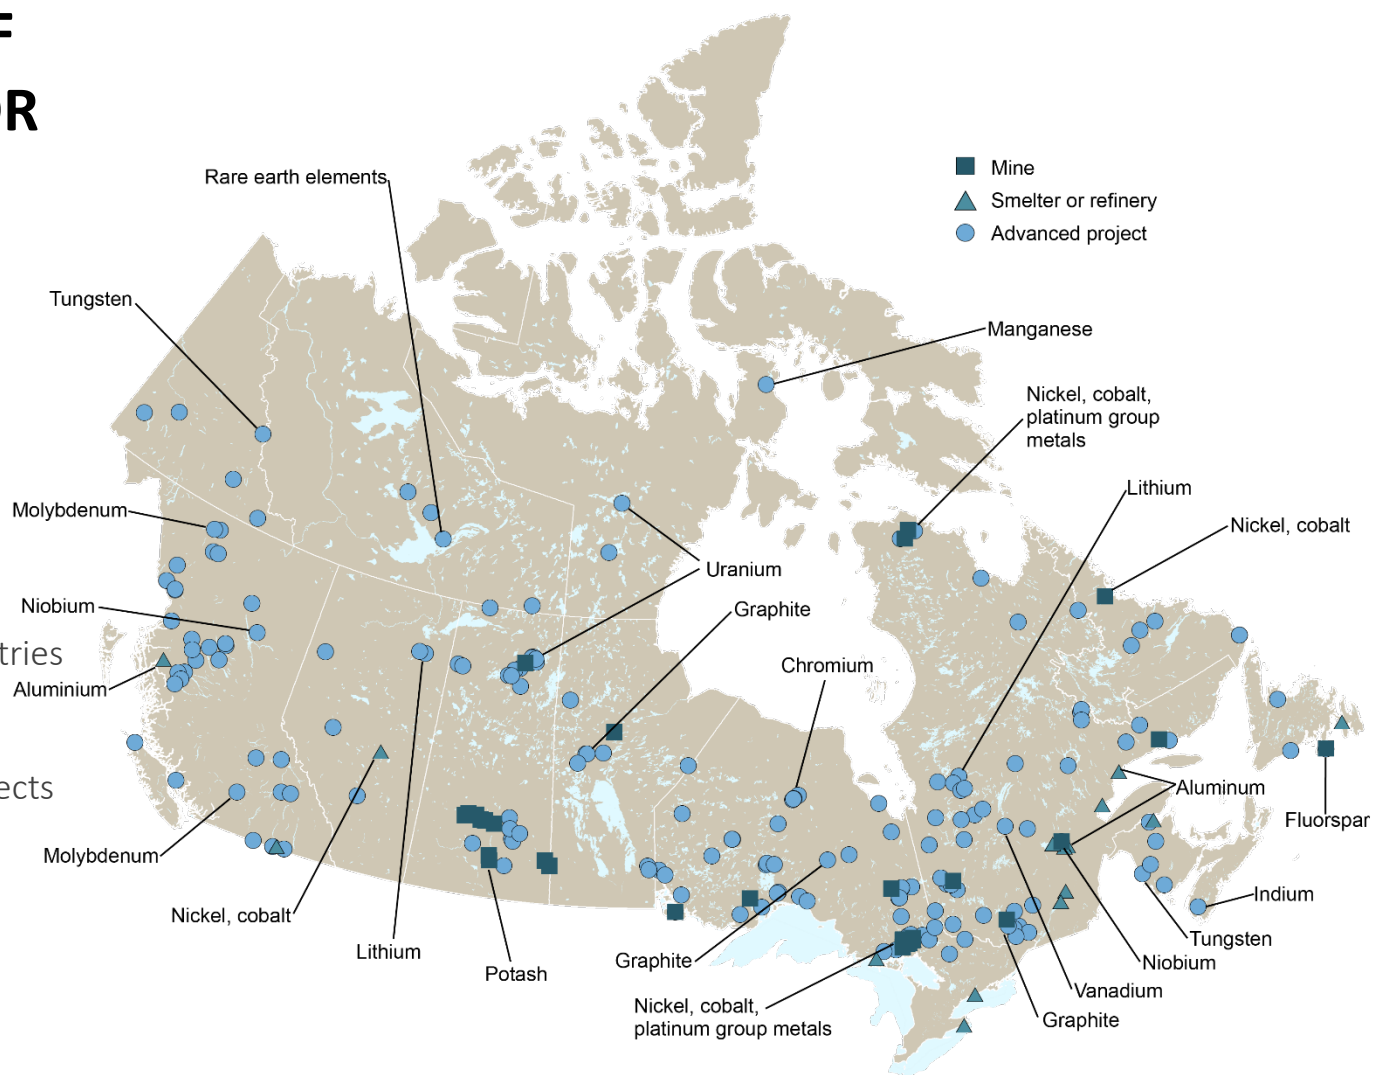 F
OR
Mine
Smelter or refinery
Advanced project
Rare earth elements
Tungsten
Manganese
Nickel, cobalt,
platinum group
metals
Lithium
Molybdenum
Nickel, cobalt
Uranium
Niobium
Graphite
tries
Chromium
Aluminium
ects
Aluminum
Fluorspar
Molybdenum
Indium
Nickel, cobalt
Tungsten
Lithium
Graphite
Niobium
Potash
Vanadium
Nickel, cobalt,
platinum group metals
Graphite